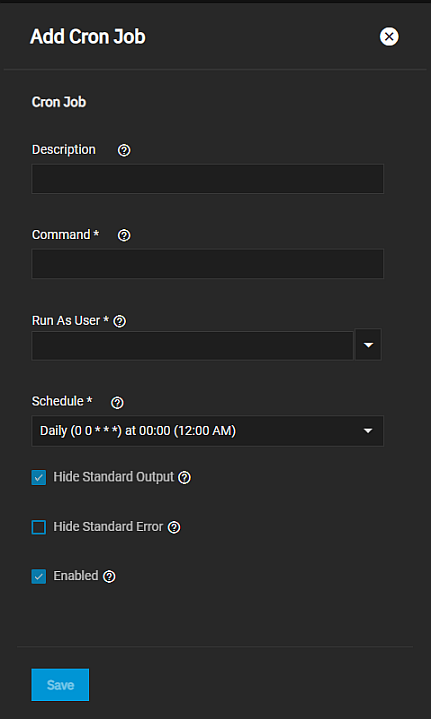 Add Cron Job
Cron Job
Description
Command *
Run As User *
Schedule *
Daily (0 0 * * *) at 00:00 (12:00 AM)
Hide Standard Output
Hide Standard Error
Enabled
Save